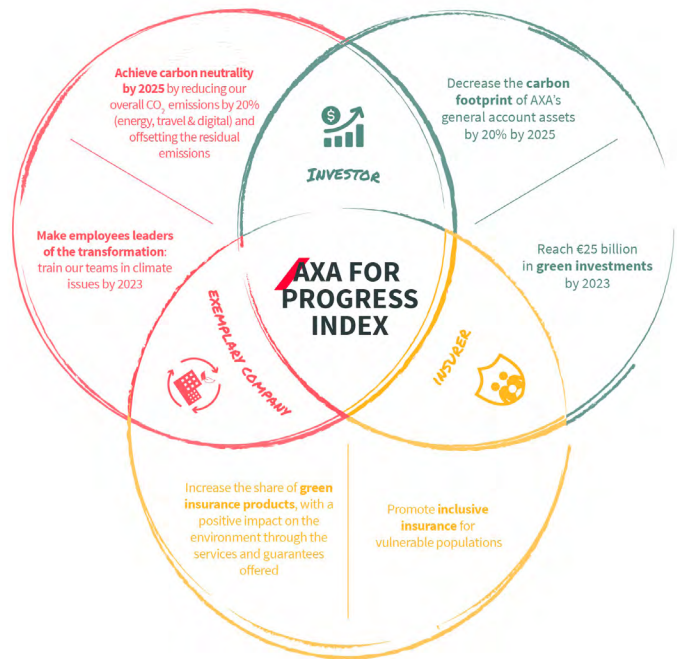 Achieve carbon neutrality
by 2025 by reducing our
overall CO₂ emissions by 20%
(energy, travel & digital) and
offsetting the residual
emissions
Decrease the carbon
footprint of AXA's
general account assets
by 20% by 2025
$
INVESTOR
Make employees leaders
of the transformation:
train our teams in climate
issues by 2023
AXA FOR
PROGRESS
INDEX
Reach €25 billion
in green investments
by 2023
EXEMPLARY COMPANY
INSURER
Increase the share of green
insurance products, with a
positive impact on the
environment through the
services and guarantees
offered
Promote inclusive
insurance for
vulnerable populations